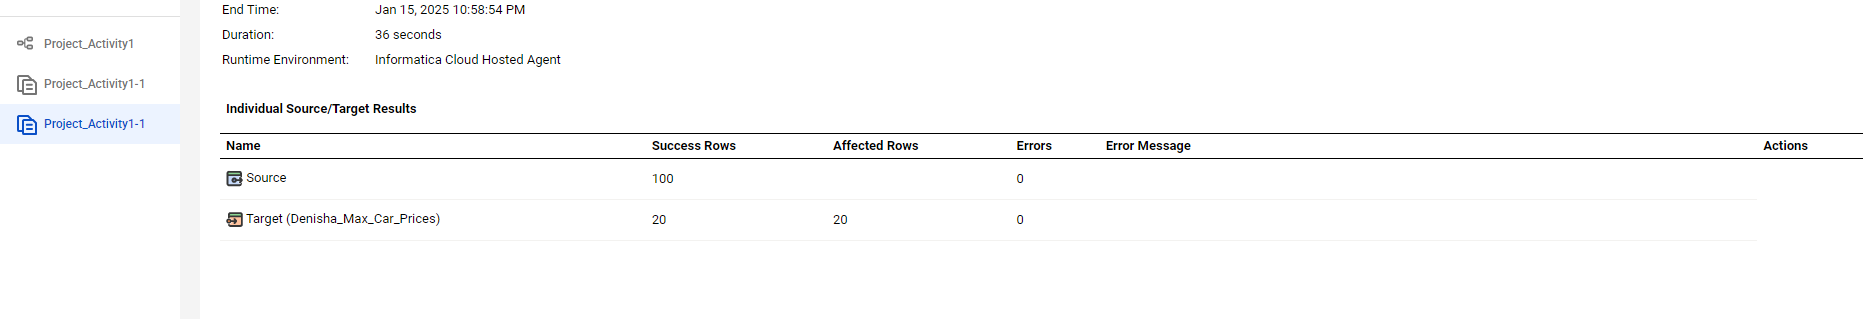 Project_Activity1
Project_Activity1-1
Project_Activity1-1
End Time: Jan 15, 2025 10:58:54 PM
Duration: 36 seconds
Runtime Environment: Informatica Cloud Hosted Agent
Individual Source/Target Results
Name Success Rows Affected Rows Errors Error Message Actions
Source 100 0
Target (Denisha_Max_Car_Prices) 20 20 0